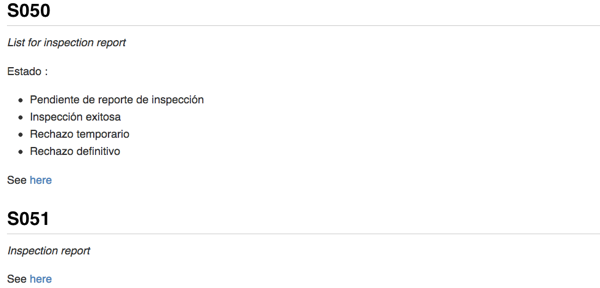 S050
List for inspection report
Estado :
Pendiente de reporte de inspección
Inspección exitosa
Rechazo temporario
Rechazo definitivo
See here
S051
Inspection report
See here